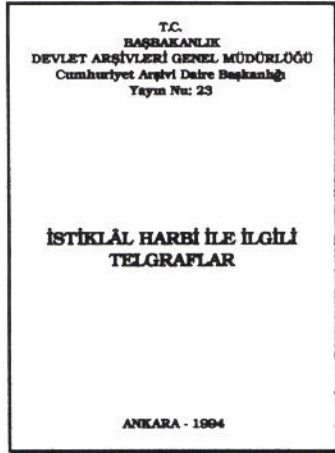 T.C.
BAŞBAKANLIK
DEVLET ARŞİVLERİ GENEL MÜDÜRLÜĞÜ
Cumhuriyet Arşivi Daire Başkanlığı
Yayın Nu: 23
İSTİKLÂL HARBİ İLE İLGİLİ
TELGRAFLAR
ANKARA - 1994